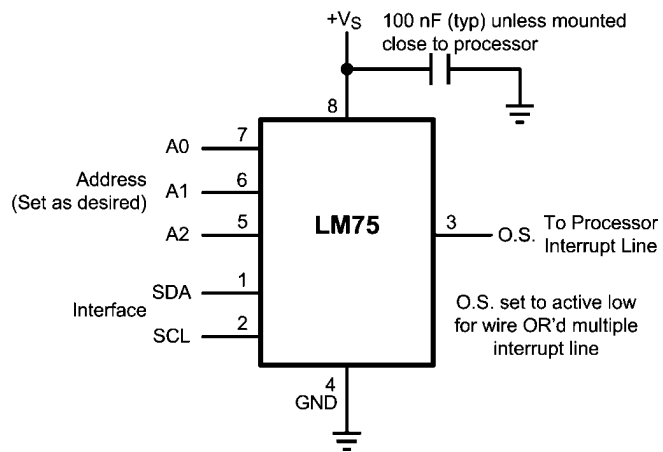 +VS
100 nF (typ) unless mounted
close to processor
8
A0 7
Address
(Set as desired)
A1 6
A2 5
LM75
3 O.S.
To Processor
Interrupt Line
Interface
SDA 1
SCL 2
O.S. set to active low
for wire OR'd multiple
interrupt line
4
GND